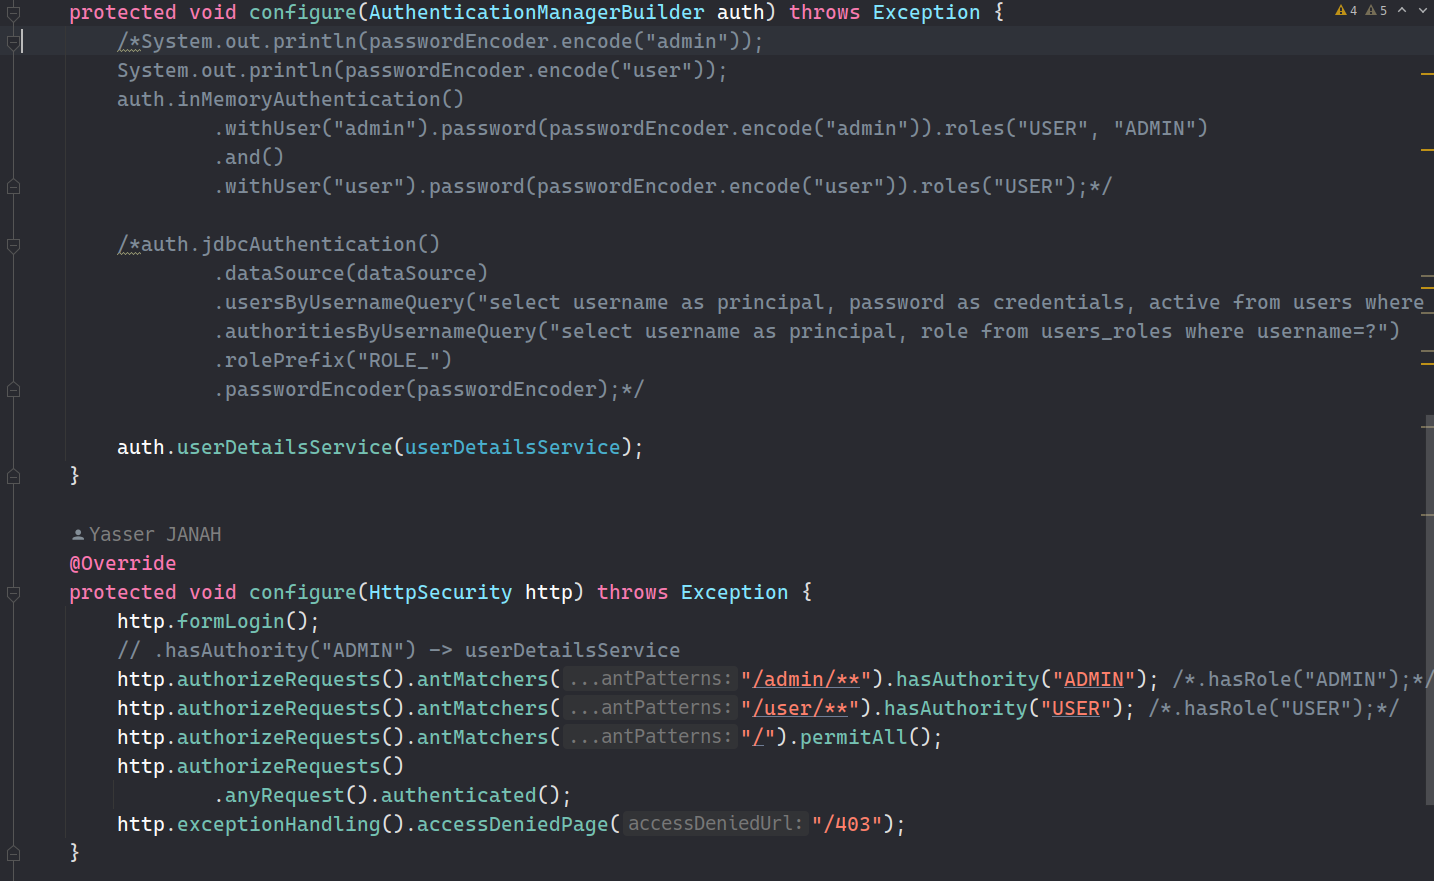 protected void configure(AuthenticationManagerBuilder auth) throws Exception {
4 5
/*System.out.println(passwordEncoder.encode("admin"));
System.out.println(passwordEncoder.encode("user"));
auth.inMemoryAuthentication()
.withUser("admin").password(passwordEncoder.encode("admin")).roles("USER", "ADMIN")
.and()
.withUser("user").password(passwordEncoder.encode("user")).roles("USER");*/
/*auth.jdbcAuthentication()
.dataSource(dataSource)
.usersByUsernameQuery("select username as principal, password as credentials, active from users where
.authoritiesByUsernameQuery("select username as principal, role from users_roles where username=?")
.rolePrefix("ROLE_")
.passwordEncoder(passwordEncoder);*/
auth.userDetailsService(userDetailsService);
}
Yasser JANAH
@Override
protected void configure(HttpSecurity http) throws Exception {
http.formLogin();
// .hasAuthority("ADMIN") -> userDetailsService
http.authorizeRequests().antMatchers( ...antPatterns: "/admin/**").hasAuthority("ADMIN"); /*.hasRole("ADMIN");*/
http.authorizeRequests().antMatchers( ...antPatterns: "/user/**").hasAuthority("USER"); /*.hasRole("USER");*/
http.authorizeRequests().antMatchers( ...antPatterns: "/").permitAll();
http.authorizeRequests()
.anyRequest().authenticated();
http.exceptionHandling().accessDeniedPage( accessDeniedUrl: "/403");
}